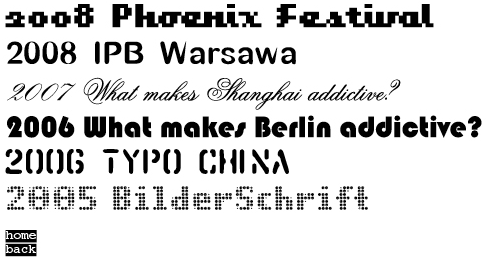 2008 Phoenix Festival
2008 IPB Warsawa
2007 What makes Shanghai addictive?
2006 What makes Berlin addictive?
2006 TYPO CHINA
2005 BilderSchrift
home
back